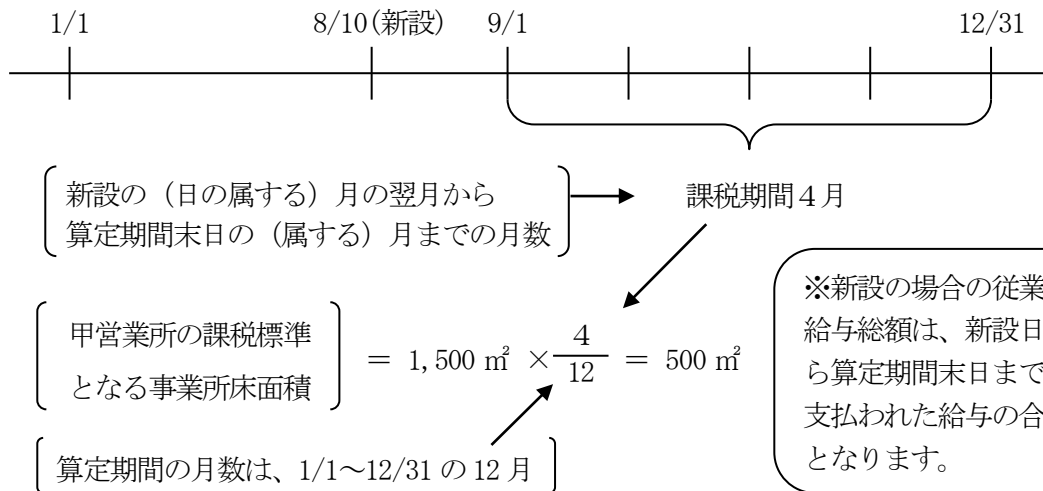 1/1 8/10(新設) 9/1 12/31
新設の（日の属する）月の翌月から
算定期間末日の（属する）月までの月数
課税期間４月
甲営業所の課税標準
となる事業所床面積
＝ 1,500 ㎡ × 4/12 ＝ 500 ㎡
算定期間の月数は、1/1～12/31 の 12 月
※新設の場合の従業
給与総額は、新設日
ら算定期間末日まで
支払われた給与の合
となります。